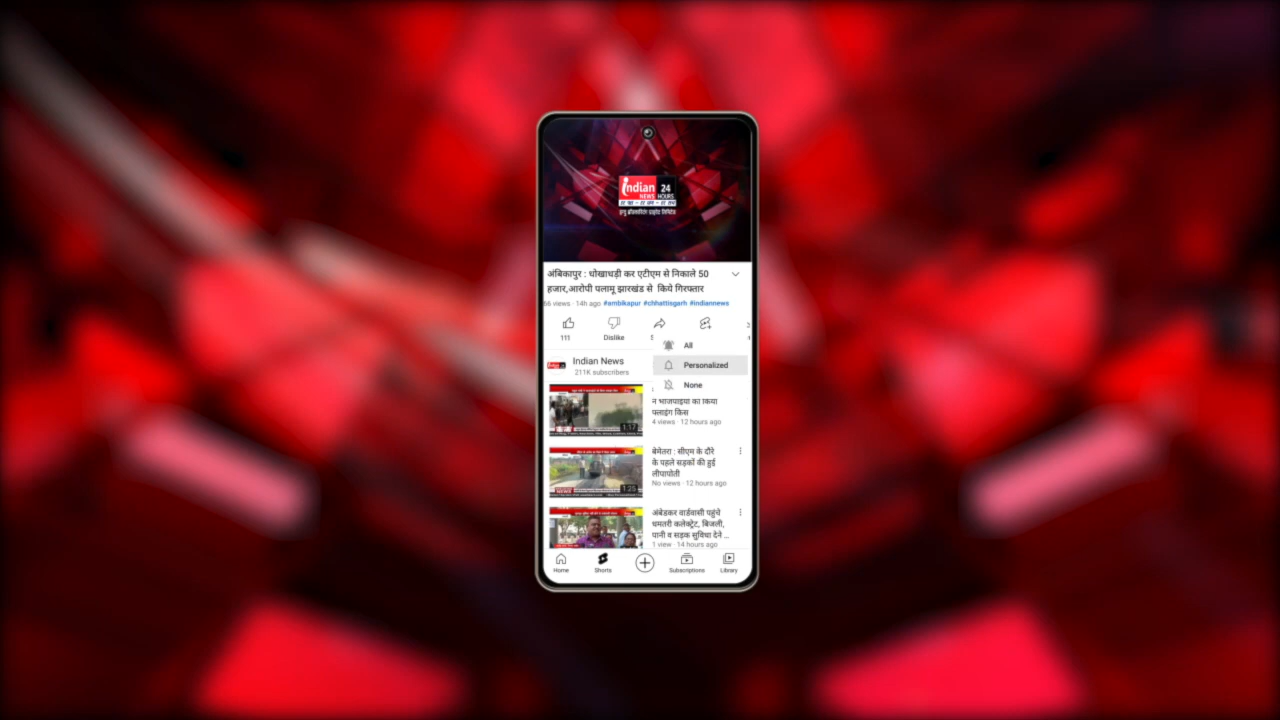 indian
NEWS
24
HOURS
अंबिकापुर : धोखाधड़ी कर एटीएम से निकाले 50
हजार,आरोपी पलामू झारखंड से किये गिरफ्तार
66 views · 14h ago #ambikapur #chhattisgarh #indiannews
111
Dislike
All
Indian News
211K subscribers
Personalized
None
न भाजपाइयों का किया
फ्लाइंग किस
4 views · 12 hours ago
1:17
बेमेतरा : सीएम के दौरे
के पहले सड़कों की हुई
लीपापोती
No views · 12 hours ago
1:25
अंबेडकर वार्डवासी पहुंचे
धमतरी कलेक्ट्रेट, बिजली,
पानी व सड़क सुविधा देने ...
1 view · 14 hours ago
Home
Shorts
Subscriptions
Library